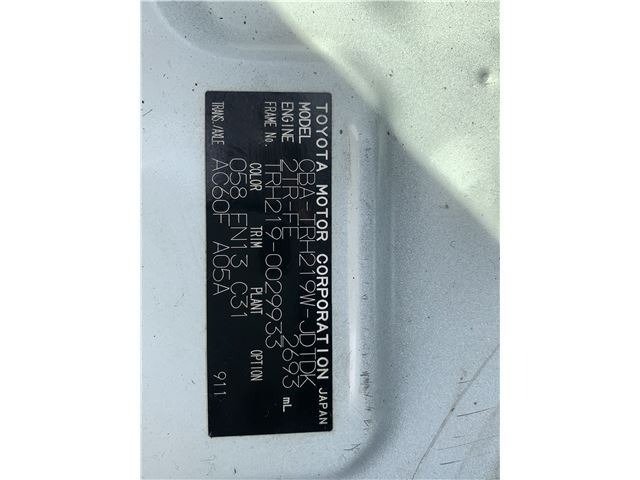 TOYOTA MOTOR CORPORATION JAPAN
MODEL CBA-TRH219W-JDTDK
ENGINE 2TR-FE 2693 mL
FRAME No. TRH219-0029933
COLOR TRIM PLANT OPTION
058 FN13 C31
TRANS./AXLE AC60F A05A 911